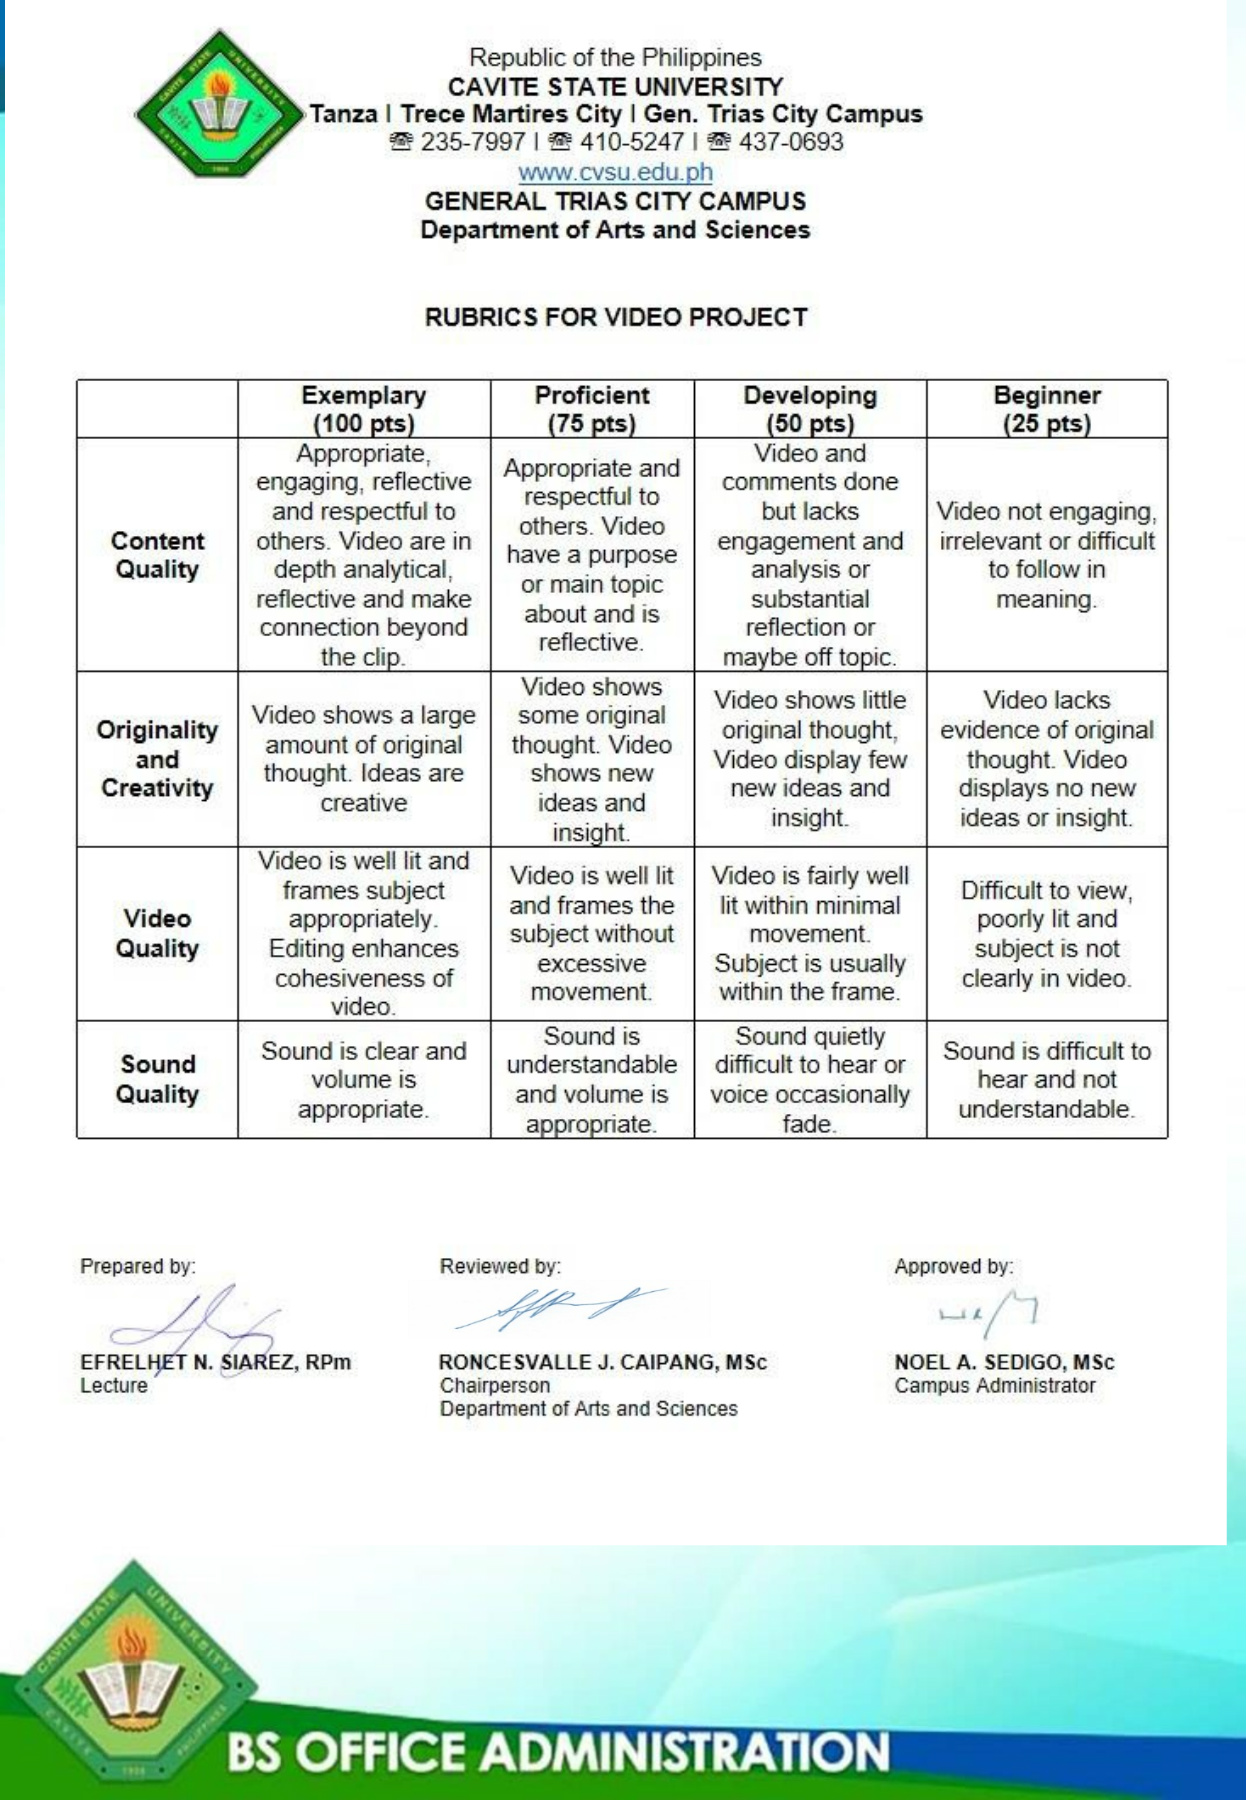 Republic of the Philippines
CAVITE STATE UNIVERSITY
Tanza | Trece Martires City | Gen. Trias City Campus
☏ 235-7997 | ☏ 410-5247 | ☏ 437-0693
www.cvsu.edu.ph
GENERAL TRIAS CITY CAMPUS
Department of Arts and Sciences
RUBRICS FOR VIDEO PROJECT
Exemplary
(100 pts)
Proficient
(75 pts)
Developing
(50 pts)
Beginner
(25 pts)
Content
Quality
Appropriate,
engaging, reflective
and respectful to
others. Video are in
depth analytical,
reflective and make
connection beyond
the clip.
Appropriate and
respectful to
others. Video
have a purpose
or main topic
about and is
reflective.
Video and
comments done
but lacks
engagement and
analysis or
substantial
reflection or
maybe off topic.
Video not engaging,
irrelevant or difficult
to follow in
meaning.
Originality
and
Creativity
Video shows a large
amount of original
thought. Ideas are
creative
Video shows
some original
thought. Video
shows new
ideas and
insight.
Video shows little
original thought,
Video display few
new ideas and
insight.
Video lacks
evidence of original
thought. Video
displays no new
ideas or insight.
Video
Quality
Video is well lit and
frames subject
appropriately.
Editing enhances
cohesiveness of
video.
Video is well lit
and frames the
subject without
excessive
movement.
Video is fairly well
lit within minimal
movement.
Subject is usually
within the frame.
Difficult to view,
poorly lit and
subject is not
clearly in video.
Sound
Quality
Sound is clear and
volume is
appropriate.
Sound is
understandable
and volume is
appropriate.
Sound quietly
difficult to hear or
voice occasionally
fade.
Sound is difficult to
hear and not
understandable.
Prepared by:
EFRELHET N. SIAREZ, RPm
Lecture
Reviewed by:
RONCESVALLE J. CAIPANG, MSc
Chairperson
Department of Arts and Sciences
Approved by:
NOEL A. SEDIGO, MSc
Campus Administrator
CAVITE STATE UNIVERSITY
CAVITE PHILIPPINES
BS OFFICE ADMINISTRATION